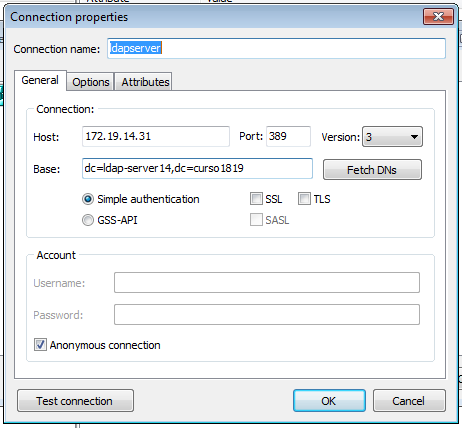 Attribute Value
Connection properties
Connection name: ldapserver
General Options Attributes
Connection:
Host: 172.19.14.31 Port: 389 Version: 3
Base: dc=ldap-server14,dc=curso1819 Fetch DNs
Simple authentication SSL TLS
GSS-API SASL
Account
Username:
Password:
Anonymous connection
Test connection OK Cancel